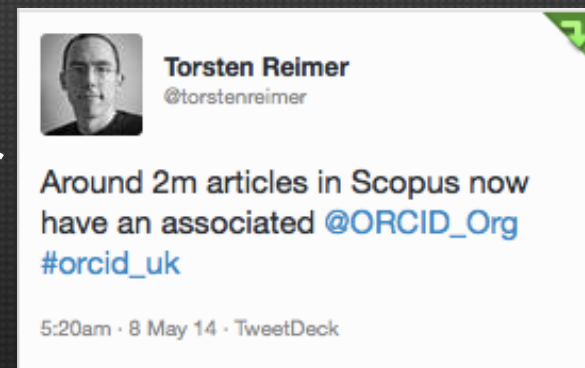 Torsten Reimer
@torstenreimer
Around 2m articles in Scopus now
have an associated @ORCID_Org
#orcid_uk
5:20am · 8 May 14 · TweetDeck